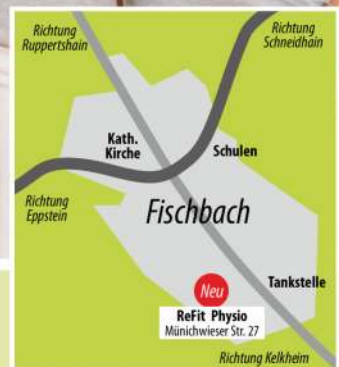 Richtung
Ruppertshain
Richtung
Schneidhain
Kath.
Kirche
Schulen
Richtung
Eppstein
Fischbach
Tankstelle
Neu
ReFit Physio
Münichwieser Str. 27
Richtung Kelkheim